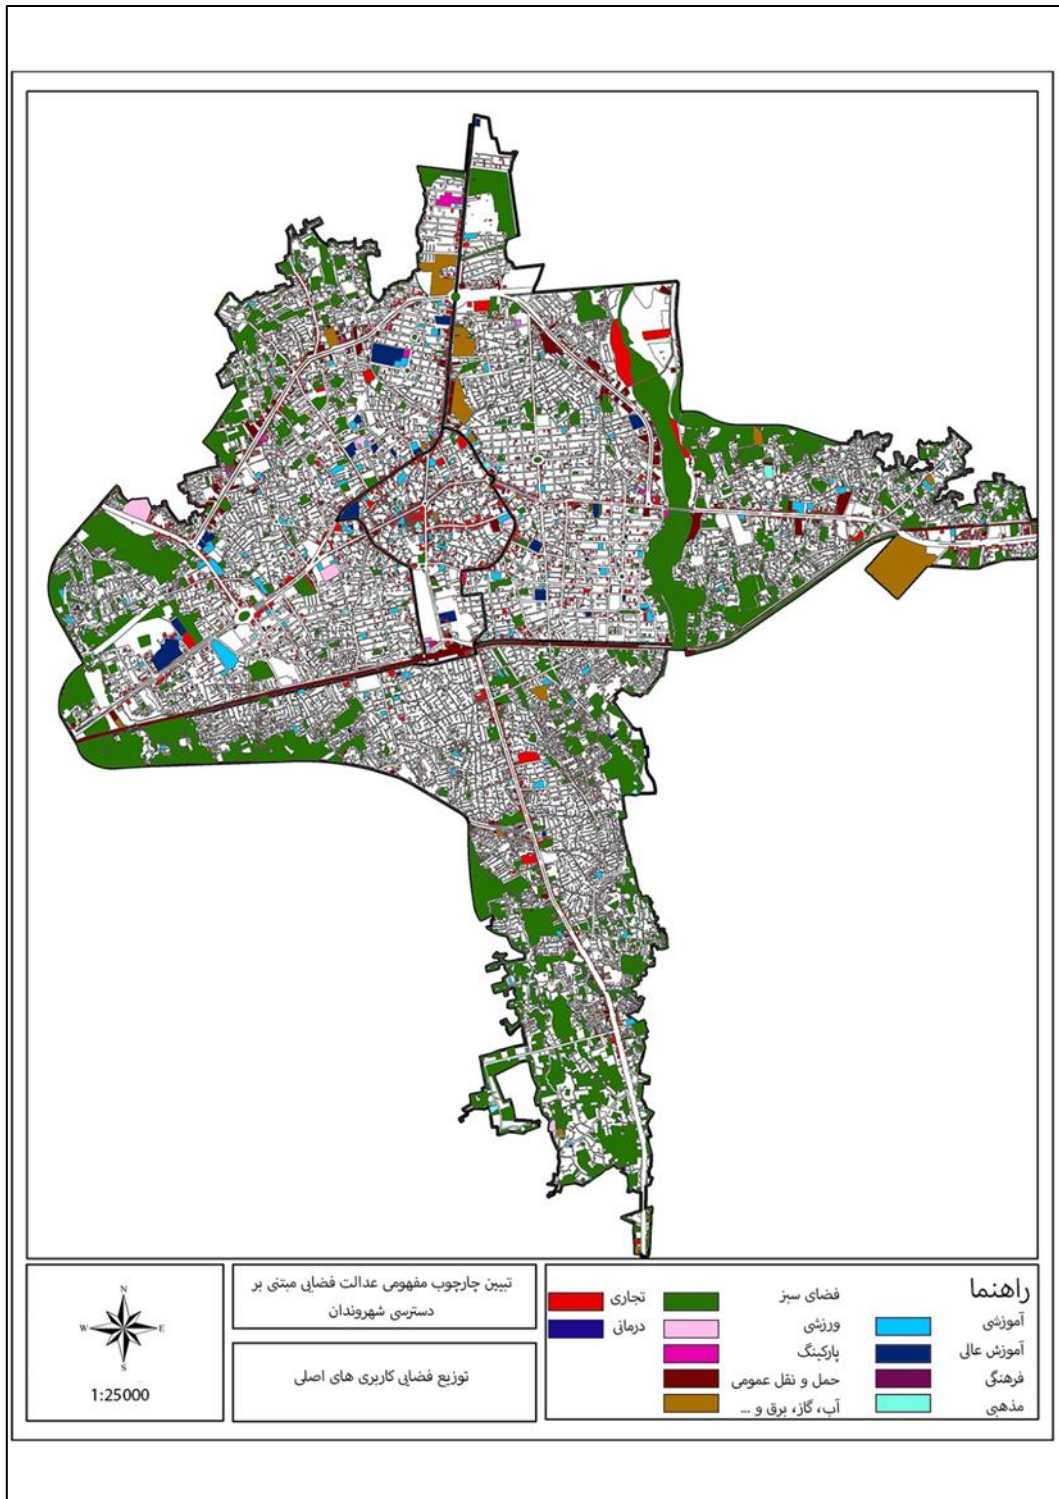 راهنما
آموزشی
آموزش عالی
فرهنگی
مذهبی
فضای سبز
ورزشی
پارکینگ
حمل و نقل عمومی
آب، گاز، برق و ...
تجاری
درمانی
تبیین چارچوب مفهومی عدالت فضایی مبتنی بر
دسترسی شهروندان
توزیع فضایی کاربری های اصلی
N
W E
S
1:25000